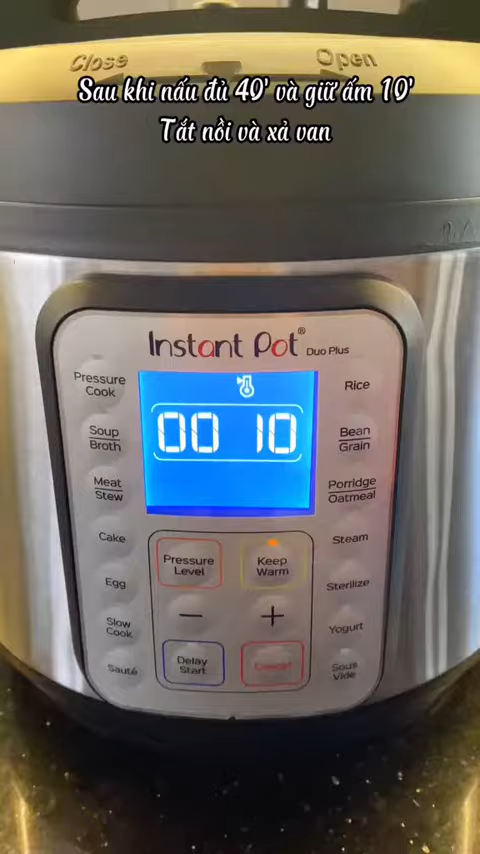 Close Open
Sau khi nấu đủ 40' và giữ ấm 10'
Tắt nồi và xả van
Instant Pot® Duo Plus
Pressure
Cook
Soup
Broth
Meat
Stew
Cake
Egg
Slow
Cook
Sauté
00 10
Rice
Bean
Grain
Porridge
Oatmeal
Steam
Sterilize
Yogurt
Sous
Vide
Pressure
Level
Keep
Warm
− +
Delay
Start
Cancel